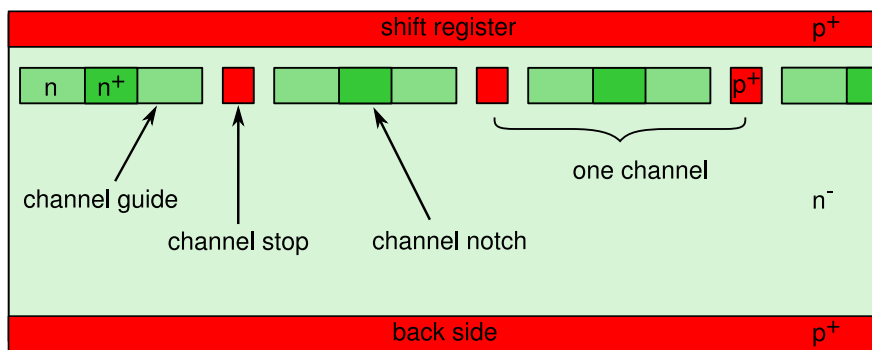 shift register p⁺
n n⁺ p⁺
one channel
channel guide n⁻
channel stop channel notch
back side p⁺